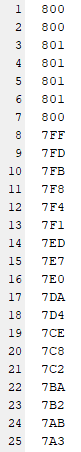 1 800
2 800
3 801
4 801
5 801
6 801
7 800
8 7FF
9 7FD
10 7FB
11 7F8
12 7F4
13 7F1
14 7ED
15 7E7
16 7E0
17 7DA
18 7D4
19 7CE
20 7C8
21 7C2
22 7BA
23 7B2
24 7AB
25 7A3